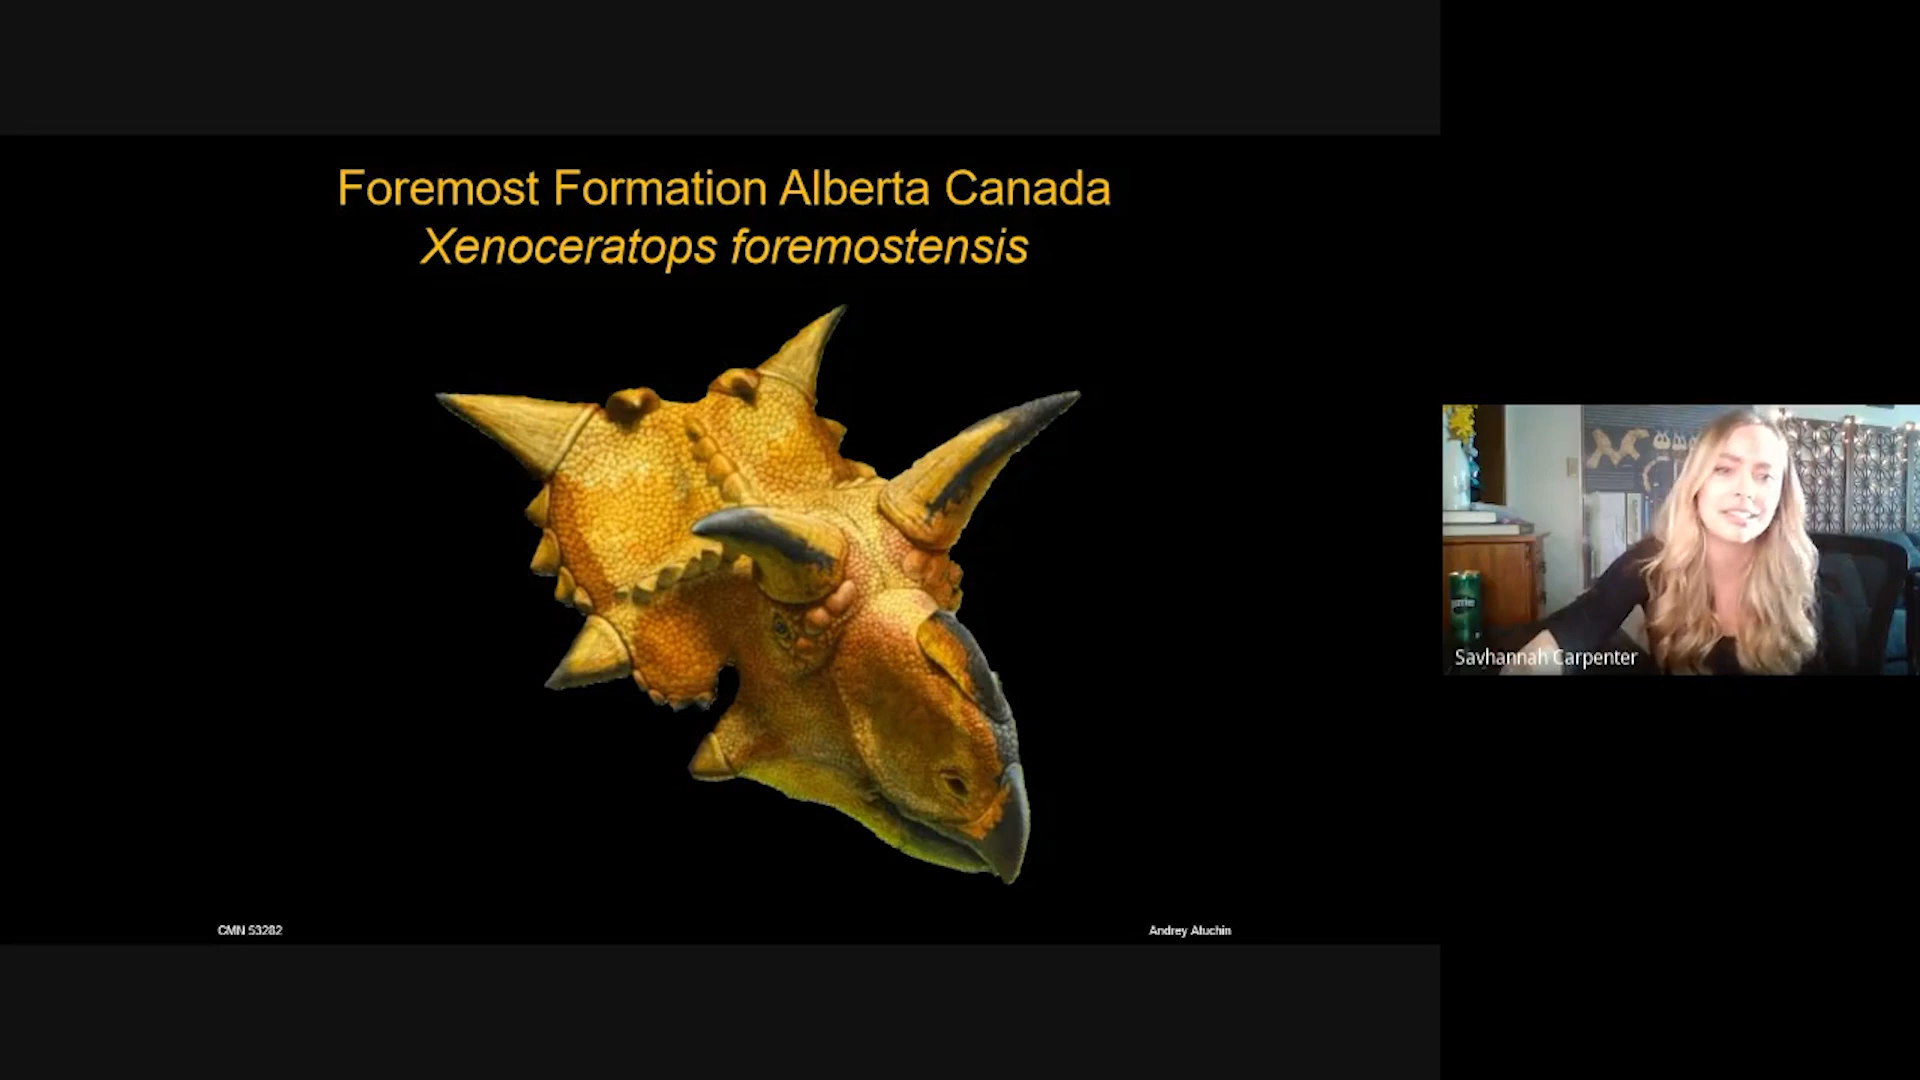 Foremost Formation Alberta Canada
Xenoceratops foremostensis
CMN 53282
Andrey Atuchin
Savhannah Carpenter